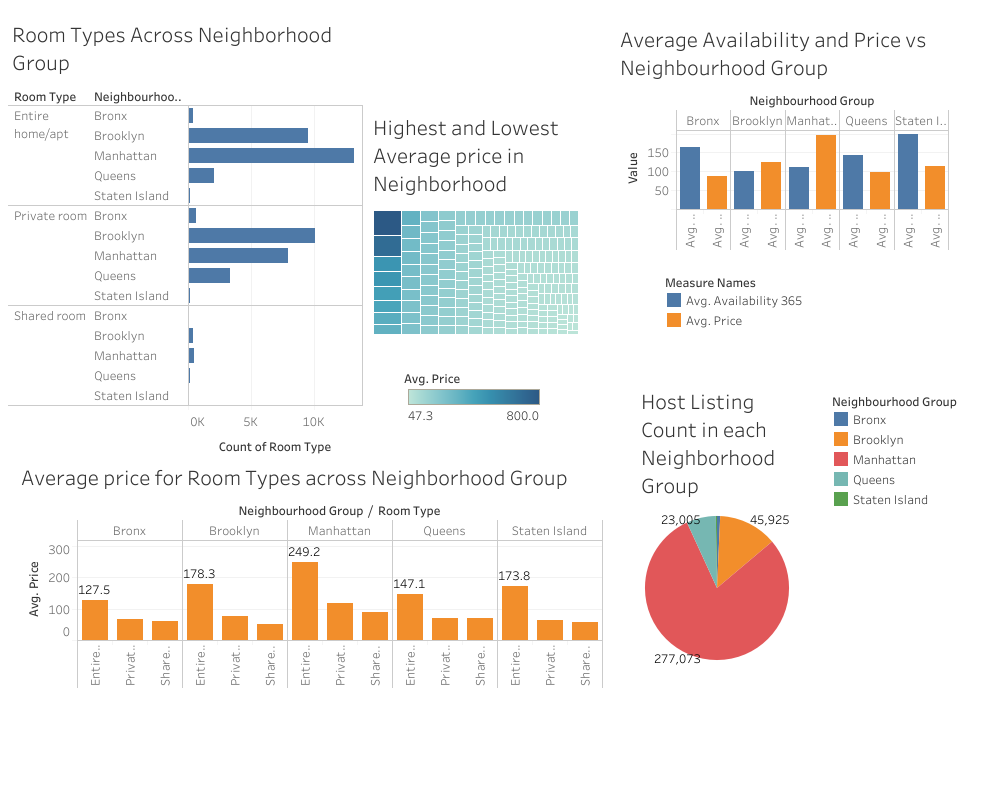 Room Types Across Neighborhood
Group
Room Type Neighbourhoo..
Entire
home/apt
Bronx
Brooklyn
Manhattan
Queens
Staten Island
Private room
Bronx
Brooklyn
Manhattan
Queens
Staten Island
Shared room
Bronx
Brooklyn
Manhattan
Queens
Staten Island
0K 5K 10K
Count of Room Type
Highest and Lowest
Average price in
Neighborhood
Avg. Price
47.3 800.0
Average Availability and Price vs
Neighbourhood Group
Neighbourhood Group
Bronx Brooklyn Manhat.. Queens Staten I..
Value
150
100
50
Avg. .. Avg. .. Avg. .. Avg. .. Avg. .. Avg. .. Avg. .. Avg. .. Avg. .. Avg. ..
Measure Names
Avg. Availability 365
Avg. Price
Host Listing
Count in each
Neighborhood
Group
23,005 45,925
277,073
Neighbourhood Group
Bronx
Brooklyn
Manhattan
Queens
Staten Island
Average price for Room Types across Neighborhood Group
Neighborhood Group / Room Type
Bronx Brooklyn Manhattan Queens Staten Island
Avg. Price
300
200
100
0
127.5 178.3 249.2 147.1 173.8
Entire.. Privat.. Share.. Entire.. Privat.. Share.. Entire.. Privat.. Share.. Entire.. Privat.. Share.. Entire.. Privat.. Share..